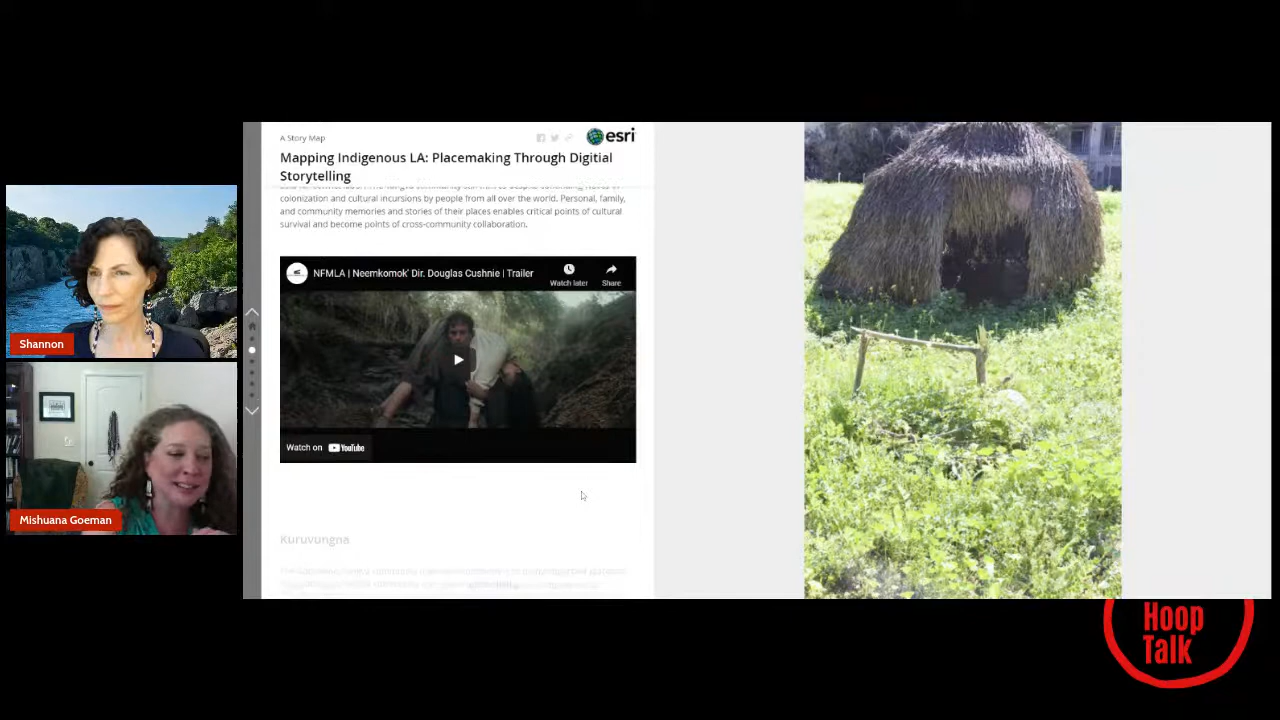 A Story Map
esri
Mapping Indigenous LA: Placemaking Through Digitial
Storytelling
colonization and cultural incursions by people from all over the world. Personal, family,
and community memories and stories of their places enables critical points of cultural
survival and become points of cross-community collaboration.
NFMLA | Neemkomok' Dir. Douglas Cushnie | Trailer
Watch later
Share
Watch on YouTube
Kuruvungna
Shannon
Mishuana Goeman
Hoop
Talk